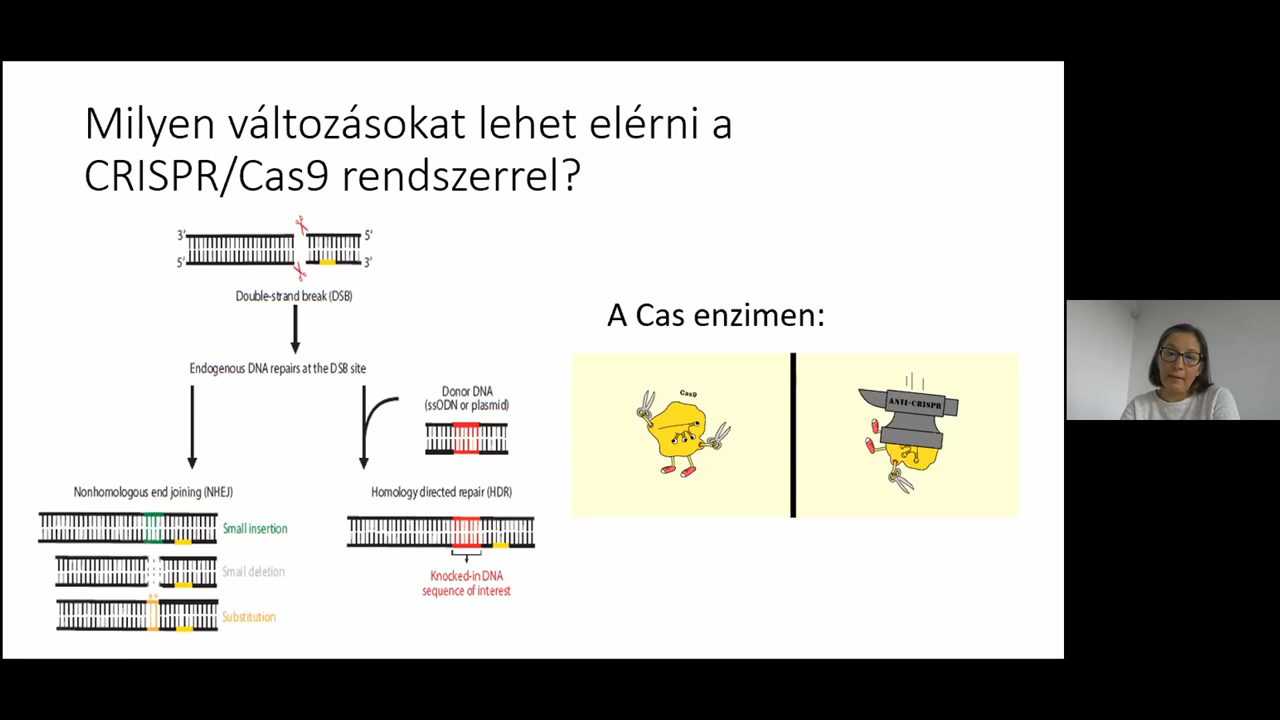 Milyen változásokat lehet elérni a
CRISPR/Cas9 rendszerrel?
3'
5'
5'
3'
Double-strand break (DSB)
Endogenous DNA repairs at the DSB site
Donor DNA
(ssODN or plasmid)
Nonhomologous end joining (NHEJ)
Small insertion
Small deletion
Substitution
Homology directed repair (HDR)
Knocked-in DNA
sequence of interest
A Cas enzimen:
Cas9
ANTI-CRISPR